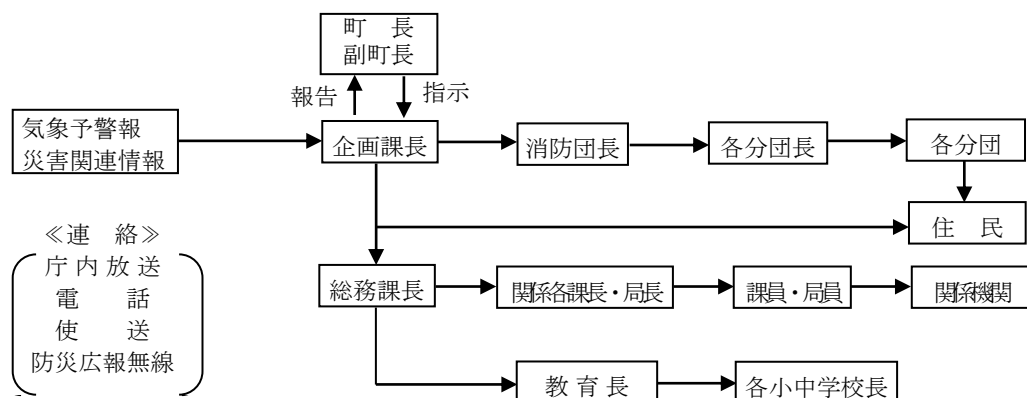 町　長
副町長
報告
指示
気象予警報
災害関連情報
企画課長
消防団長
各分団長
各分団
住　民
≪連　絡≫
庁 内 放 送
電　　話
使　　送
防災広報無線
総務課長
関係各課長・局長
課員・局員
関係機関
教 育 長
各小中学校長